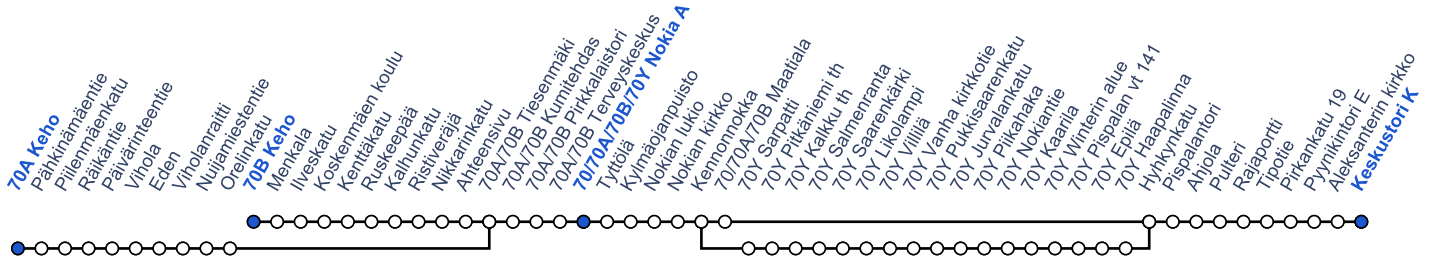 70A Keho
Pähkinämäentie
Piilenmäenkatu
Räikäntie
Päivärinteentie
Vihola
Eden
Viholanraitti
Nuijamiestentie
Oreinkatu
70B Keho
Menkala
Ilveskatu
Koskenmäen koulu
Kenttäkatu
Ruskeepää
Kalhunkatu
Ristiveräjä
Nikkarinkatu
Ahteensivu
70A/70B Tiesenmäki
70A/70B Kumitehdas
70A/70B Pirkkalaistori
70A/70B Terveyskeskus
70/70A/70B/70Y Nokia A
Tyttölä
Kylmäojanpuisto
Nokian lukio
Nokian kirkko
Kennonnokka
70/70A/70B Maatiala
70Y Sarpatti
70Y Pitkäniemi th
70Y Kalkku th
70Y Salmenranta
70Y Saarenkärki
70Y Likolampi
70Y Villilä
70Y Vanha kirkkotie
70Y Pukkisaarenkatu
70Y Jurvalankatu
70Y Piikahaka
70Y Nokiantie
70Y Kaarila
70Y Winterin alue
70Y Pispalan vt 141
70Y Epilä
70Y Haapalinna
Hyhkynkatu
Pispalantori
Ahjola
Pulteri
Rajaportti
Tipotie
Pirkankatu 19
Pyynikintori E
Aleksanterin kirkko
Keskustori K